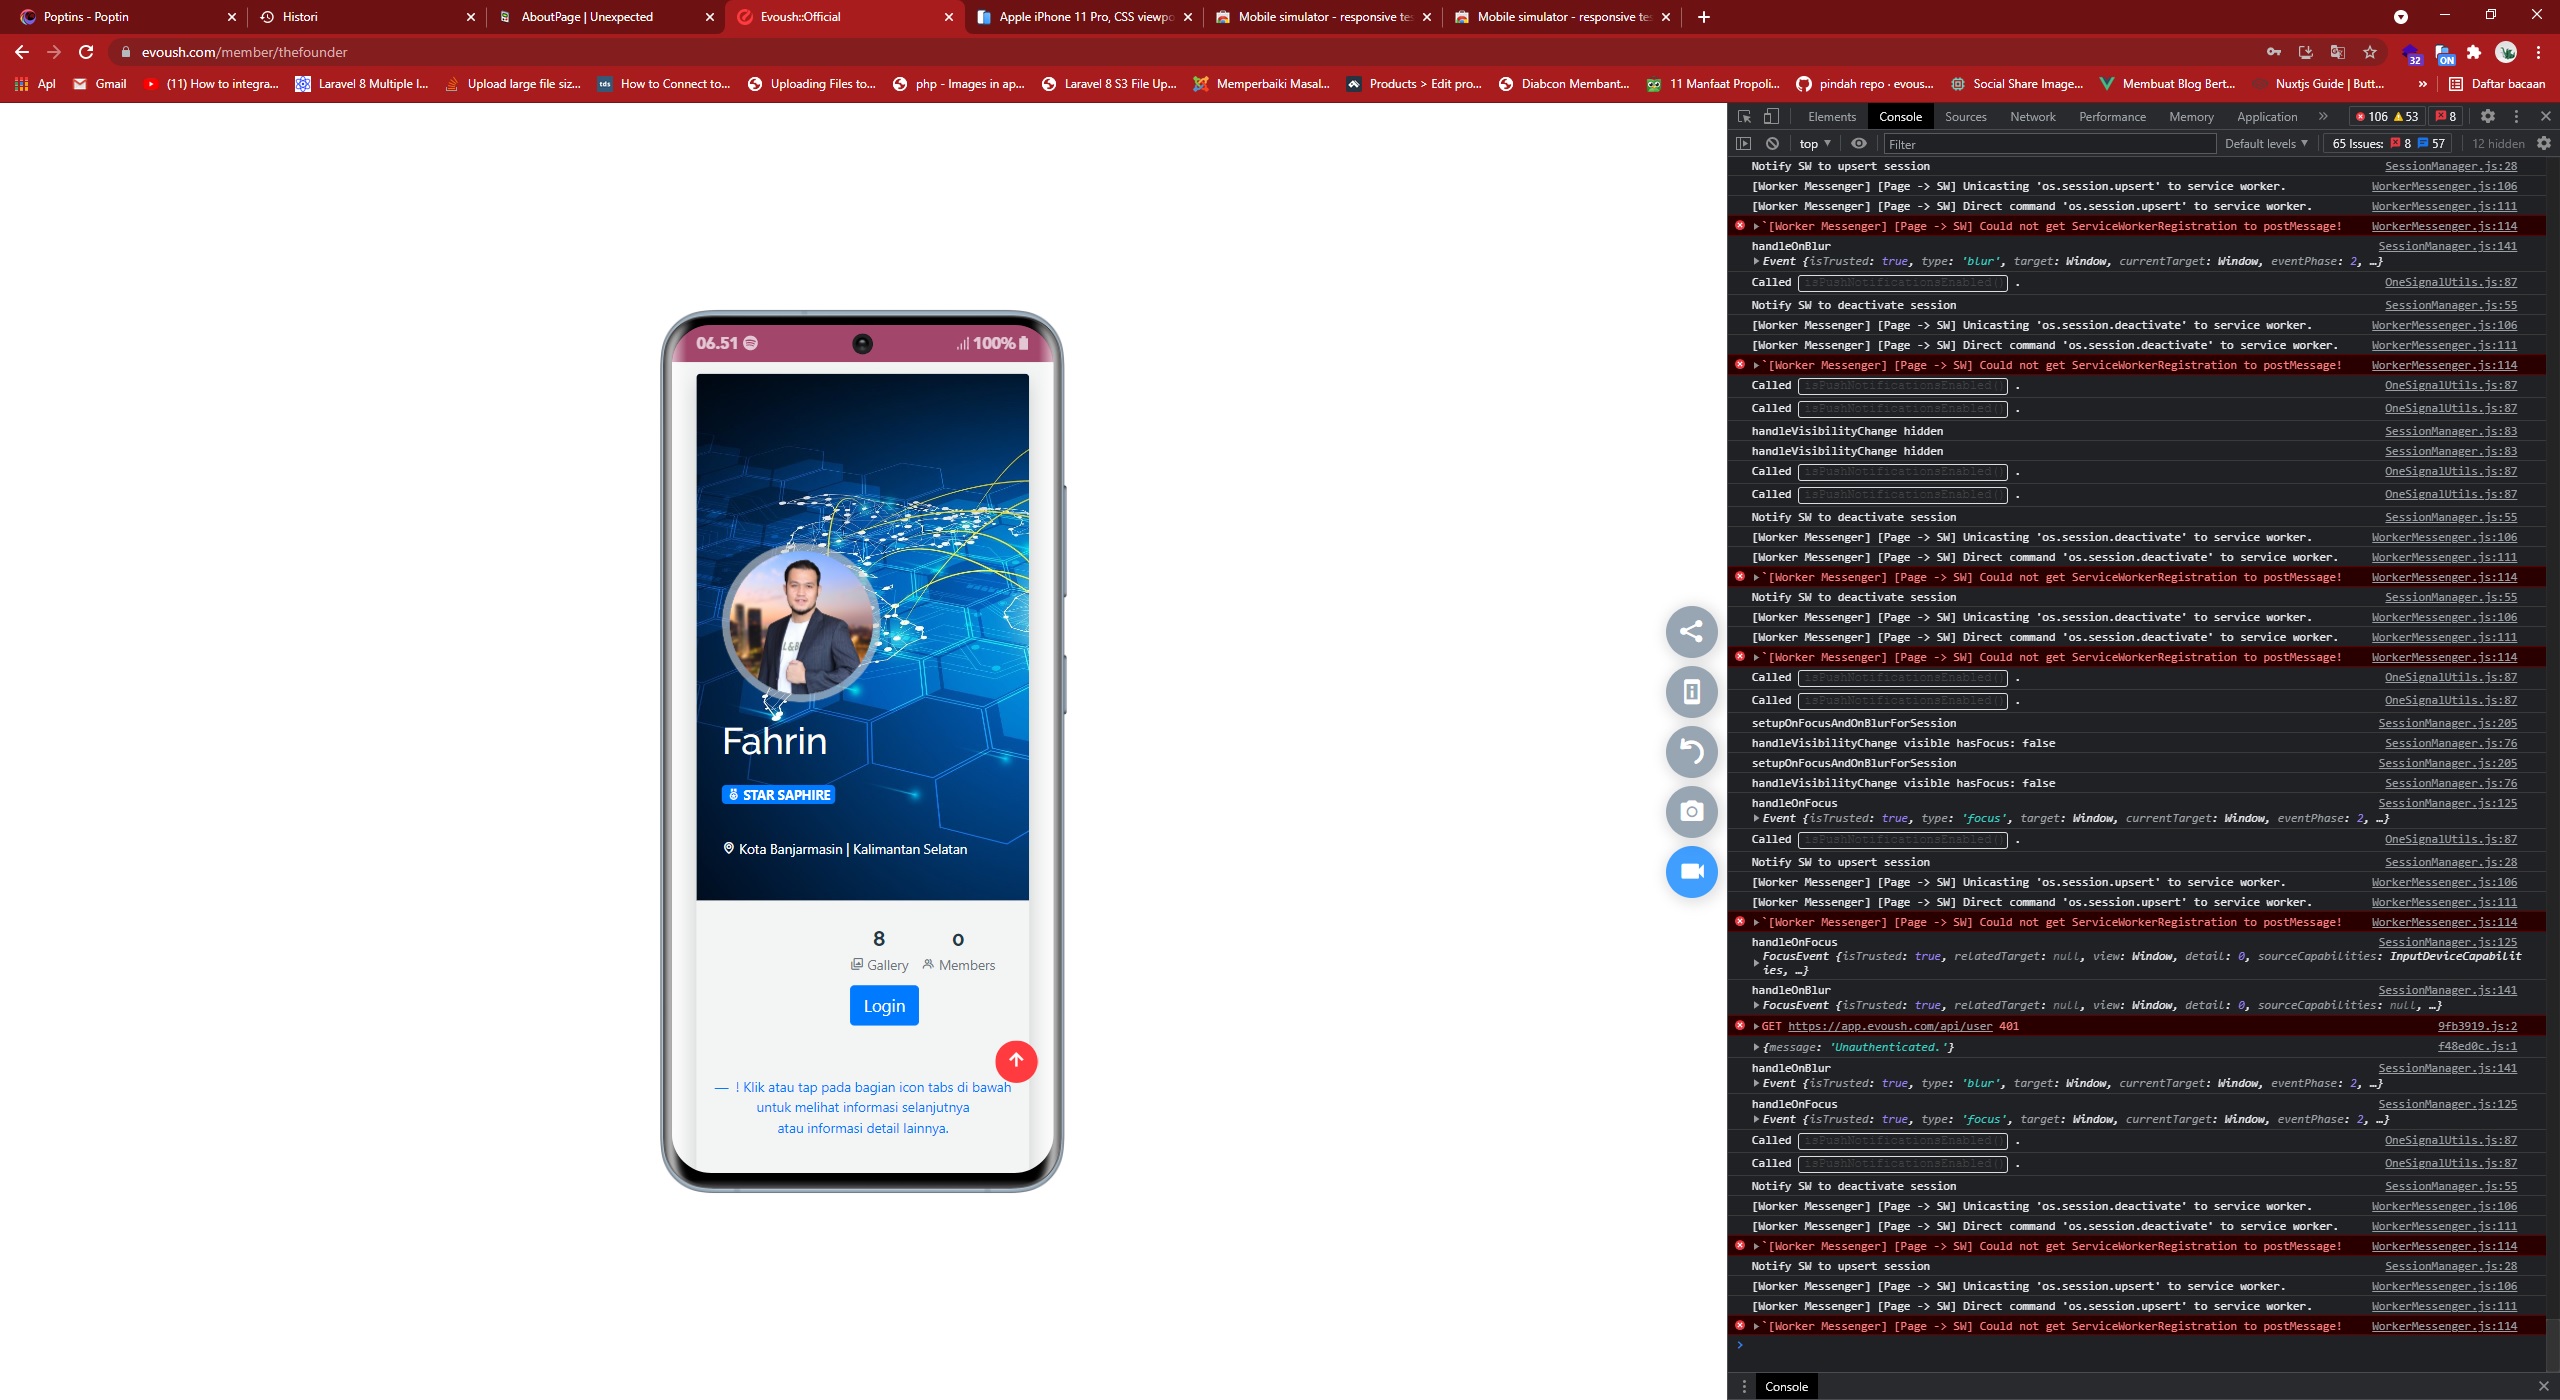 Poptins - Poptin
Histori
AboutPage | Unexpected
Evoush::Official
Apple iPhone 11 Pro, CSS viewpo
Mobile simulator - responsive tes
Mobile simulator - responsive tes
evoush.com/member/thefounder
32
ON
Apl
Gmail
(11) How to integra...
Laravel 8 Multiple I...
Upload large file siz...
tds
How to Connect to...
Uploading Files to...
php - Images in ap...
Laravel 8 S3 File Up...
Memperbaiki Masal...
Products > Edit pro...
Diabcon Membant...
11 Manfaat Propoli...
pindah repo · evous...
Social Share Image...
Membuat Blog Bert...
Nuxtjs Guide | Butt...
»
Daftar bacaan
06.51
100%
L&B
Fahrin
STAR SAPHIRE
Kota Banjarmasin | Kalimantan Selatan
8
0
Gallery
Members
Login
— ! Klik atau tap pada bagian icon tabs di bawah
untuk melihat informasi selanjutnya
atau informasi detail lainnya.
Elements Console Sources Network Performance Memory Application » 106 53 8
top Filter Default levels 65 Issues: 8 57 12 hidden
Notify SW to upsert session SessionManager.js:28
[Worker Messenger] [Page -> SW] Unicasting 'os.session.upsert' to service worker. WorkerMessenger.js:106
[Worker Messenger] [Page -> SW] Direct command 'os.session.upsert' to service worker. WorkerMessenger.js:111
`[Worker Messenger] [Page -> SW] Could not get ServiceWorkerRegistration to postMessage! WorkerMessenger.js:114
handleOnBlur SessionManager.js:141
Event {isTrusted: true, type: 'blur', target: Window, currentTarget: Window, eventPhase: 2, …}
Called isPushNotificationsEnabled() . OneSignalUtils.js:87
Notify SW to deactivate session SessionManager.js:55
[Worker Messenger] [Page -> SW] Unicasting 'os.session.deactivate' to service worker. WorkerMessenger.js:106
[Worker Messenger] [Page -> SW] Direct command 'os.session.deactivate' to service worker. WorkerMessenger.js:111
`[Worker Messenger] [Page -> SW] Could not get ServiceWorkerRegistration to postMessage! WorkerMessenger.js:114
Called isPushNotificationsEnabled() . OneSignalUtils.js:87
Called isPushNotificationsEnabled() . OneSignalUtils.js:87
handleVisibilityChange hidden SessionManager.js:83
handleVisibilityChange hidden SessionManager.js:83
Called isPushNotificationsEnabled() . OneSignalUtils.js:87
Called isPushNotificationsEnabled() . OneSignalUtils.js:87
Notify SW to deactivate session SessionManager.js:55
[Worker Messenger] [Page -> SW] Unicasting 'os.session.deactivate' to service worker. WorkerMessenger.js:106
[Worker Messenger] [Page -> SW] Direct command 'os.session.deactivate' to service worker. WorkerMessenger.js:111
`[Worker Messenger] [Page -> SW] Could not get ServiceWorkerRegistration to postMessage! WorkerMessenger.js:114
Notify SW to deactivate session SessionManager.js:55
[Worker Messenger] [Page -> SW] Unicasting 'os.session.deactivate' to service worker. WorkerMessenger.js:106
[Worker Messenger] [Page -> SW] Direct command 'os.session.deactivate' to service worker. WorkerMessenger.js:111
`[Worker Messenger] [Page -> SW] Could not get ServiceWorkerRegistration to postMessage! WorkerMessenger.js:114
Called isPushNotificationsEnabled() . OneSignalUtils.js:87
Called isPushNotificationsEnabled() . OneSignalUtils.js:87
setupOnFocusAndOnBlurForSession SessionManager.js:205
handleVisibilityChange visible hasFocus: false SessionManager.js:76
setupOnFocusAndOnBlurForSession SessionManager.js:205
handleVisibilityChange visible hasFocus: false SessionManager.js:76
handleOnFocus SessionManager.js:125
Event {isTrusted: true, type: 'focus', target: Window, currentTarget: Window, eventPhase: 2, …}
Called isPushNotificationsEnabled() . OneSignalUtils.js:87
Notify SW to upsert session SessionManager.js:28
[Worker Messenger] [Page -> SW] Unicasting 'os.session.upsert' to service worker. WorkerMessenger.js:106
[Worker Messenger] [Page -> SW] Direct command 'os.session.upsert' to service worker. WorkerMessenger.js:111
`[Worker Messenger] [Page -> SW] Could not get ServiceWorkerRegistration to postMessage! WorkerMessenger.js:114
handleOnFocus SessionManager.js:125
FocusEvent {isTrusted: true, relatedTarget: null, view: Window, detail: 0, sourceCapabilities: InputDeviceCapabilit
ies, …}
handleOnBlur SessionManager.js:141
FocusEvent {isTrusted: true, relatedTarget: null, view: Window, detail: 0, sourceCapabilities: null, …}
GET https://app.evoush.com/api/user 401 9fb3919.js:2
{message: 'Unauthenticated.'} f48ed0c.js:1
handleOnBlur SessionManager.js:141
Event {isTrusted: true, type: 'blur', target: Window, currentTarget: Window, eventPhase: 2, …}
handleOnFocus SessionManager.js:125
Event {isTrusted: true, type: 'focus', target: Window, currentTarget: Window, eventPhase: 2, …}
Called isPushNotificationsEnabled() . OneSignalUtils.js:87
Called isPushNotificationsEnabled() . OneSignalUtils.js:87
Notify SW to deactivate session SessionManager.js:55
[Worker Messenger] [Page -> SW] Unicasting 'os.session.deactivate' to service worker. WorkerMessenger.js:106
[Worker Messenger] [Page -> SW] Direct command 'os.session.deactivate' to service worker. WorkerMessenger.js:111
`[Worker Messenger] [Page -> SW] Could not get ServiceWorkerRegistration to postMessage! WorkerMessenger.js:114
Notify SW to upsert session SessionManager.js:28
[Worker Messenger] [Page -> SW] Unicasting 'os.session.upsert' to service worker. WorkerMessenger.js:106
[Worker Messenger] [Page -> SW] Direct command 'os.session.upsert' to service worker. WorkerMessenger.js:111
`[Worker Messenger] [Page -> SW] Could not get ServiceWorkerRegistration to postMessage! WorkerMessenger.js:114
Console